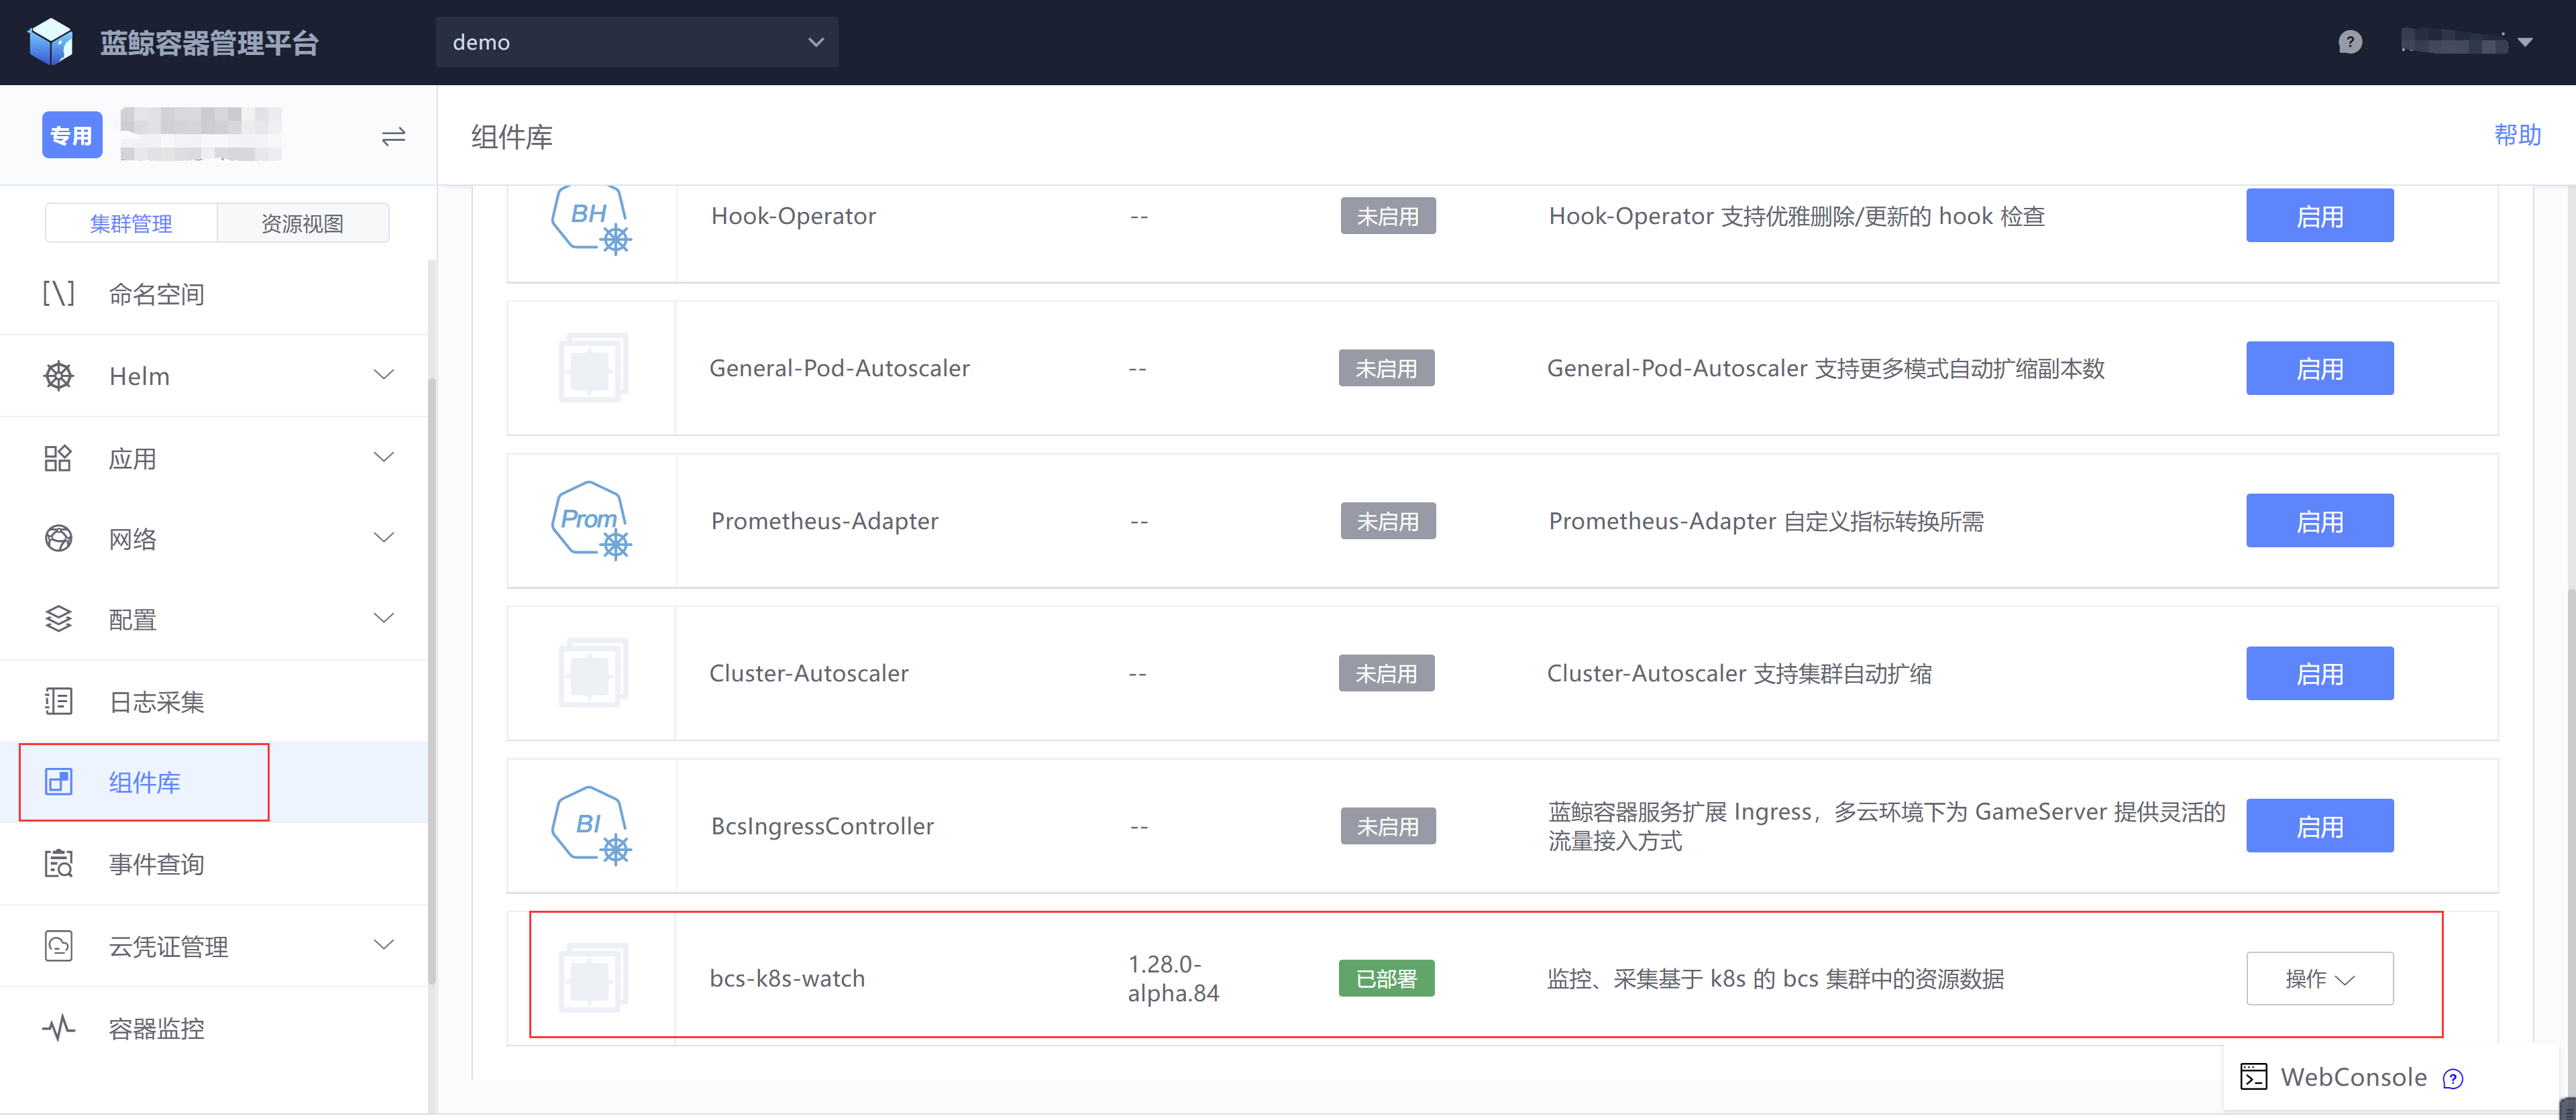 蓝鲸容器管理平台
demo
专用
组件库
帮助
集群管理
资源视图
命名空间
Helm
应用
网络
配置
日志采集
组件库
事件查询
云凭证管理
容器监控
BH
Hook-Operator
--
未启用
Hook-Operator 支持优雅删除/更新的 hook 检查
启用
General-Pod-Autoscaler
--
未启用
General-Pod-Autoscaler 支持更多模式自动扩缩副本数
启用
Prom
Prometheus-Adapter
--
未启用
Prometheus-Adapter 自定义指标转换所需
启用
Cluster-Autoscaler
--
未启用
Cluster-Autoscaler 支持集群自动扩缩
启用
BI
BcsIngressController
--
未启用
蓝鲸容器服务扩展 Ingress，多云环境下为 GameServer 提供灵活的
流量接入方式
启用
bcs-k8s-watch
1.28.0-
alpha.84
已部署
监控、采集基于 k8s 的 bcs 集群中的资源数据
操作
WebConsole